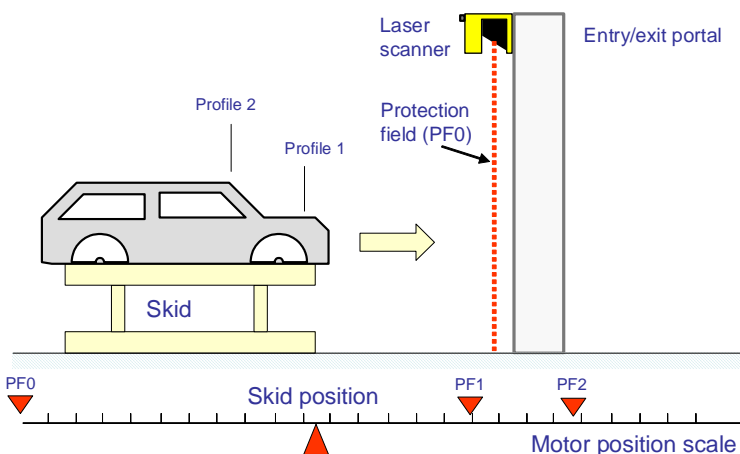 Laser
scanner
Entry/exit portal
Profile 2
Protection
field (PF0)
Profile 1
Skid
PF0
Skid position
PF1
PF2
Motor position scale